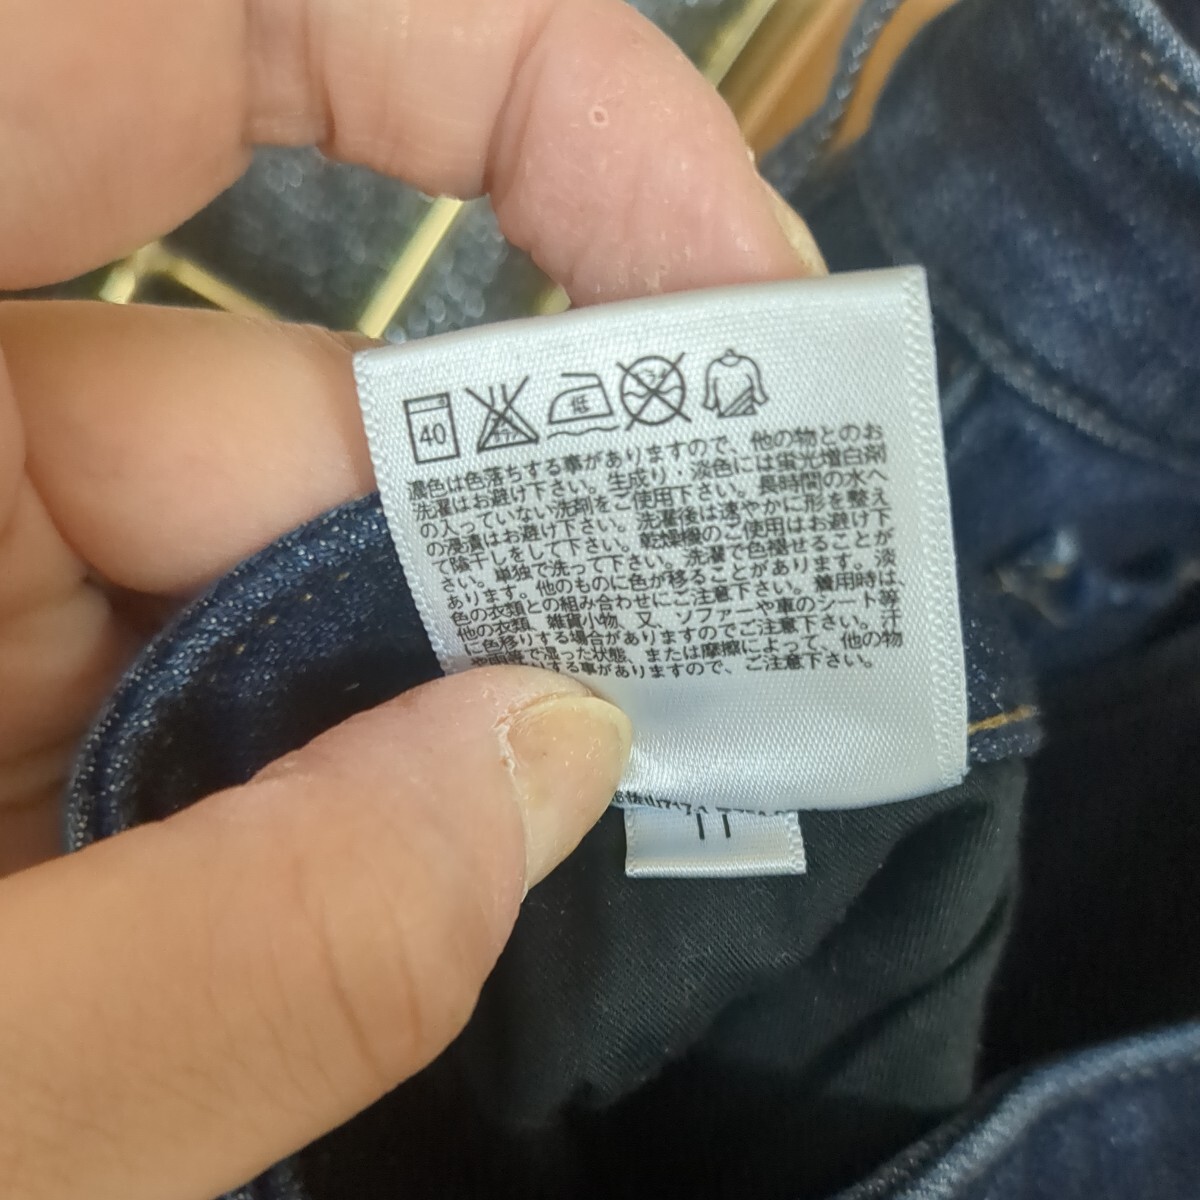 40 エンソサラシ 低 ドライ
濃色は色落ちする事がありますので、他の物とのお
洗濯はお避け下さい。生成り・淡色には蛍光増白剤
の入っていない洗剤をご使用下さい。長時間の水へ
の浸漬はお避け下さい。洗濯後は速やかに形を整え
て陰干しをして下さい。乾燥機のご使用はお避け下
さい。単独で洗って下さい。洗濯で色褪せることが
あります。他のものに色が移ることがあります。淡
色の衣類との組み合わせにご注意下さい。着用時は、
他の衣類、雑貨小物、又、ソファーや車のシート等
に色移りする場合がありますのでご注意下さい。汗
や雨等で湿った状態、または摩擦によって、他の物
する事がありますので、ご注意下さい。
11